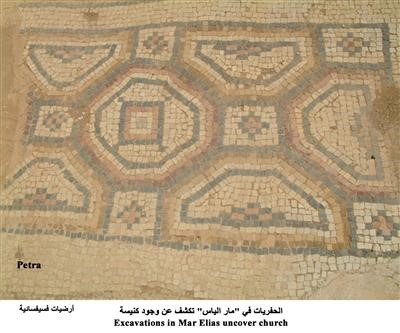 Petra
أرضيات فسيفسائية
الحفريات في "مار الياس" تكشف عن وجود كنيسة
Excavations in Mar Elias uncover church